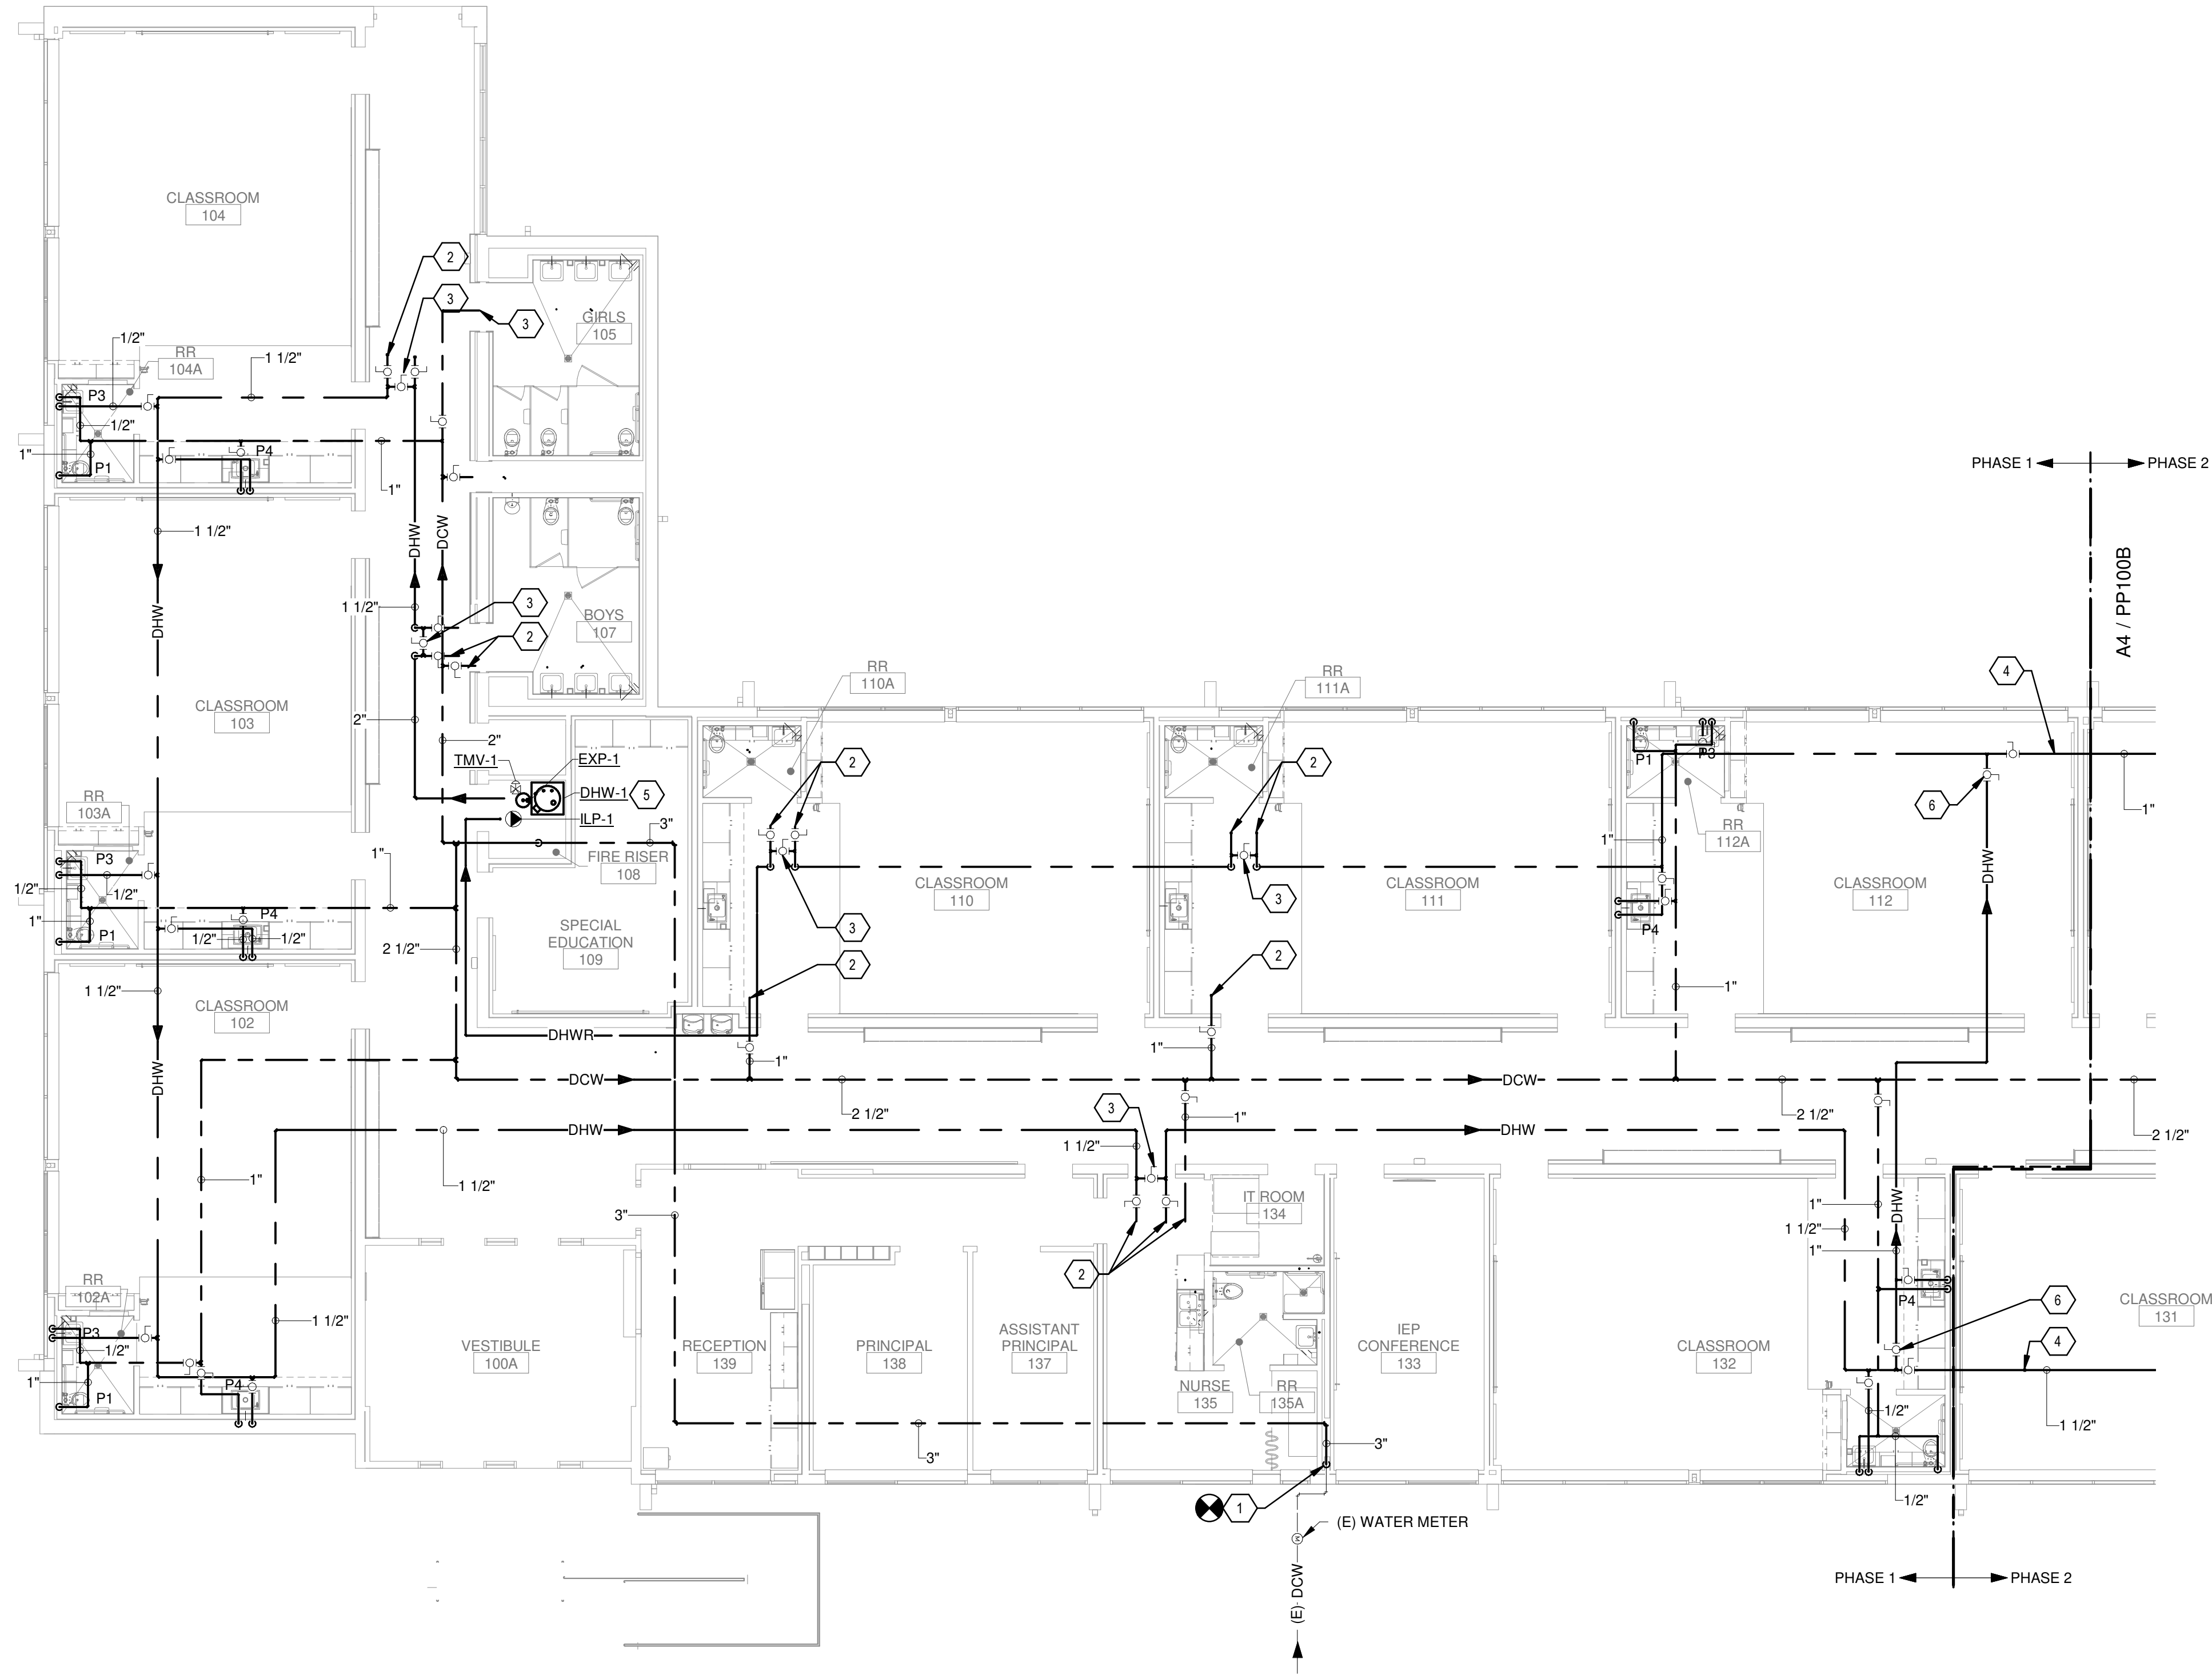 CLASSROOM
104
2
3
GIRLS
105
3
1/2"
RR
104A
1 1/2"
P3
1/2"
1"
P4
P1
1"
PHASE 1
PHASE 2
1 1/2"
DHW
DHW
DCW
A4 / PP100B
1 1/2"
3
BOYS
107
2
RR
110A
RR
111A
4
CLASSROOM
103
2"
2"
TMV-1
EXP-1
2
2
P1
P3
DHW-1
5
1"
RR
103A
ILP-1
3"
6
RR
112A
1"
P3
1"
FIRE RISER
108
1/2"
1/2"
CLASSROOM
110
CLASSROOM
111
CLASSROOM
112
DHW
3
1"
P4
P1
1/2"
1/2"
SPECIAL
EDUCATION
109
2 1/2"
3
P4
2
2
1 1/2"
CLASSROOM
102
1"
DHWR
1"
1"
DHW
DCW
DCW
2 1/2"
3
1"
2 1/2"
DHW
1 1/2"
DHW
2 1/2"
1"
1 1/2"
3"
IT ROOM
134
1"
1 1/2"
DHW
1"
2
RR
102A
P3
1/2"
1 1/2"
1"
P1
P4
VESTIBULE
100A
RECEPTION
139
PRINCIPAL
138
ASSISTANT
PRINCIPAL
137
IEP
CONFERENCE
133
CLASSROOM
132
P4
6
CLASSROOM
131
4
NURSE
135
RR
135A
1/2"
1 1/2"
3"
3"
1
1/2"
(E) WATER METER
M
(E) DCW
PHASE 1
PHASE 2